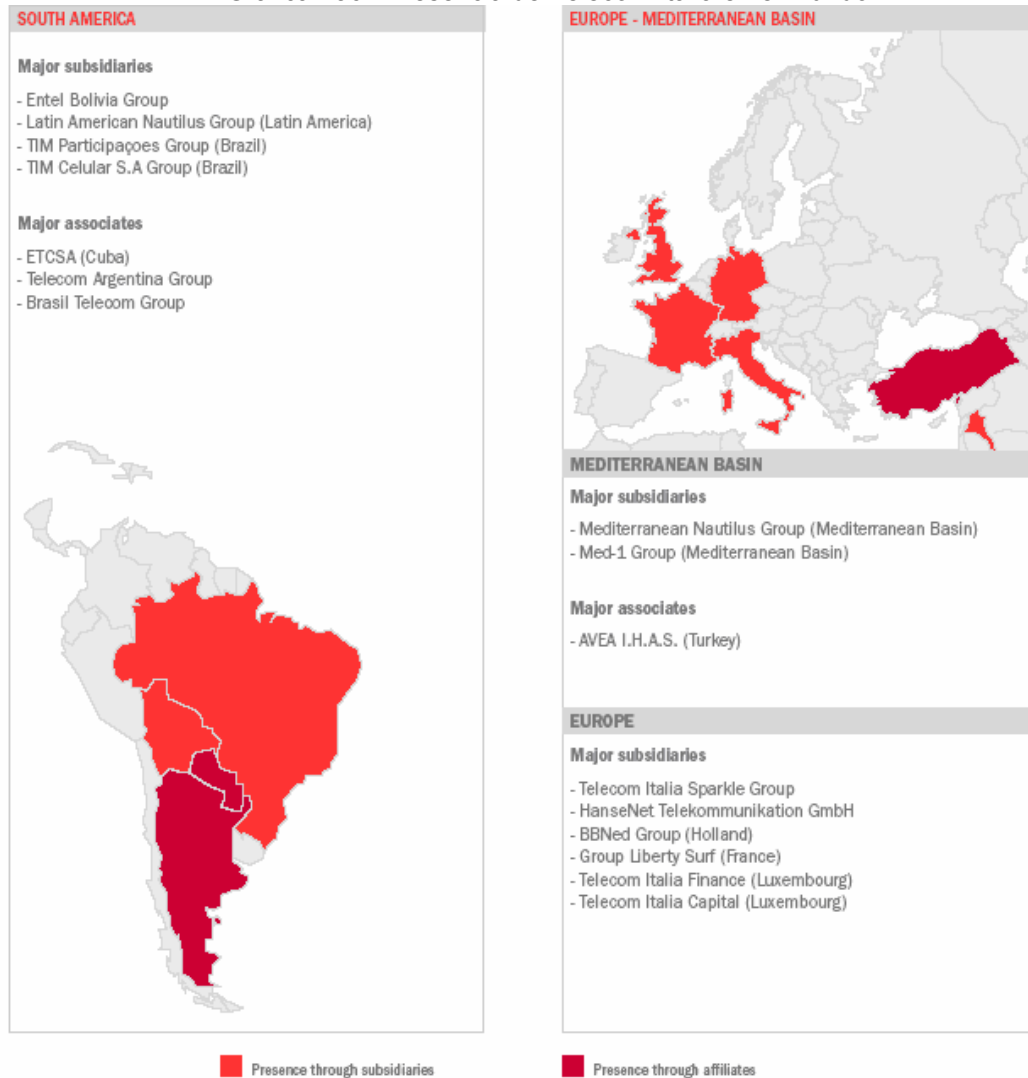 SOUTH AMERICA
Major subsidiaries
- Entel Bolivia Group
- Latin American Nautilus Group (Latin America)
- TIM Participaçoes Group (Brazil)
- TIM Celular S.A Group (Brazil)
Major associates
- ETCSA (Cuba)
- Telecom Argentina Group
- Brasil Telecom Group
EUROPE - MEDITERRANEAN BASIN
MEDITERRANEAN BASIN
Major subsidiaries
- Mediterranean Nautilus Group (Mediterranean Basin)
- Med-1 Group (Mediterranean Basin)
Major associates
- AVEA I.H.A.S. (Turkey)
EUROPE
Major subsidiaries
- Telecom Italia Sparkle Group
- HanseNet Telekommunikation GmbH
- BBNed Group (Holland)
- Group Liberty Surf (France)
- Telecom Italia Finance (Luxembourg)
- Telecom Italia Capital (Luxembourg)
Presence through subsidiaries
Presence through affiliates